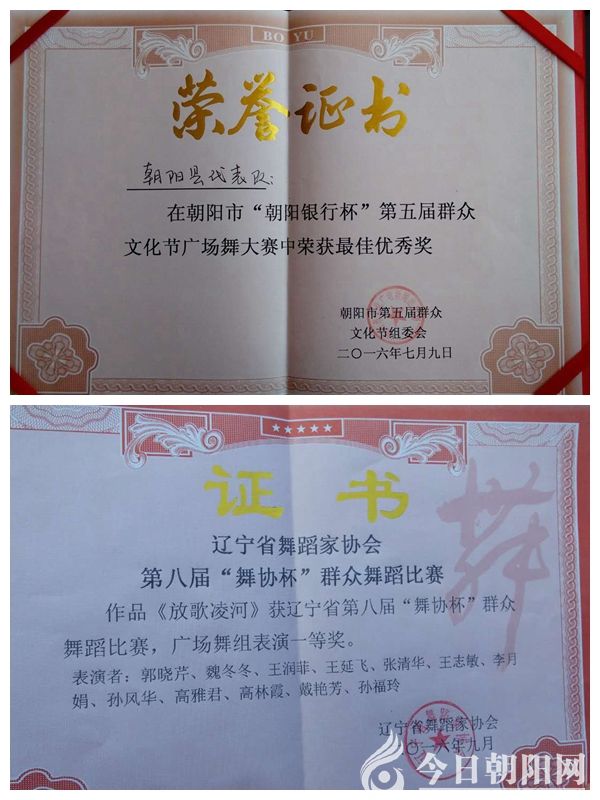 BO YU
荣誉证书
朝阳县代表队:
在朝阳市“朝阳银行杯”第五届群众
文化节广场舞大赛中荣获最佳优秀奖
朝阳市第五届群众
文化节组委会
二〇一六年七月九日
证书
舞
辽宁省舞蹈家协会
第八届“舞协杯”群众舞蹈比赛
作品《放歌凌河》获辽宁省第八届“舞协杯”群众
舞蹈比赛，广场舞组表演一等奖。
表演者：郭晓芹、魏冬冬、王润菲、王延飞、张清华、王志敏、李月
娟、孙风华、高雅君、高林霞、戴艳芳、孙福玲
辽宁省舞蹈家协会
〇一六年九月
今日朝阳网